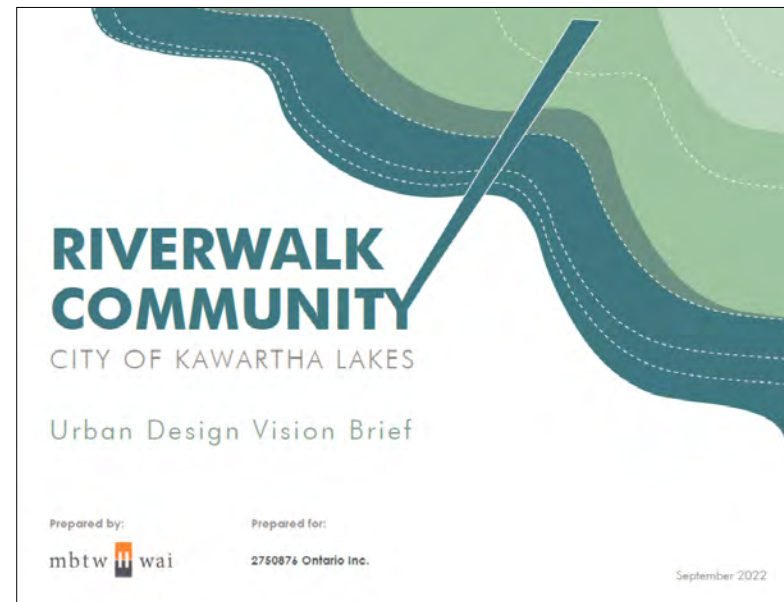 RIVERWALK
COMMUNITY
CITY OF KAWARTHA LAKES
Urban Design Vision Brief
Prepared by:
mbtw wai
Prepared for:
2750876 Ontario Inc.
September 2022